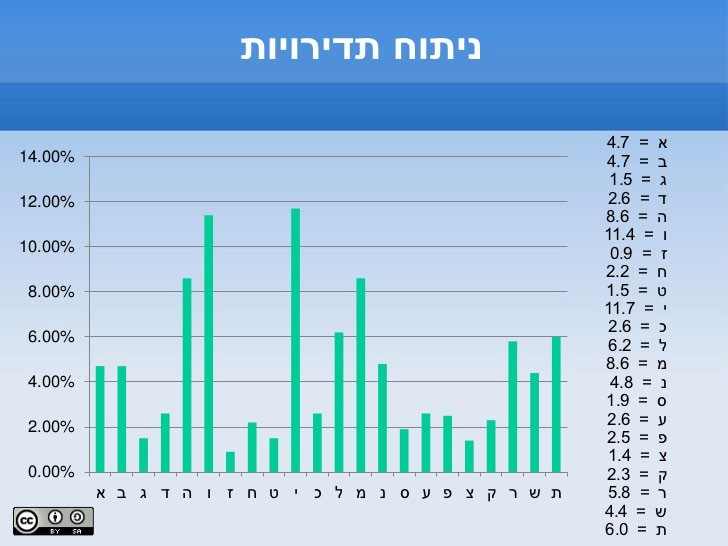 ניתוח תדירויות
14.00%
12.00%
10.00%
8.00%
6.00%
4.00%
2.00%
0.00%
א ב ג ד ה ו ז ח ט י כ ל מ נ ס ע פ צ ק ר ש ת
א = 4.7
ב = 4.7
ג = 1.5
ד = 2.6
ה = 8.6
ו = 11.4
ז = 0.9
ח = 2.2
ט = 1.5
י = 11.7
כ = 2.6
ל = 6.2
מ = 8.6
נ = 4.8
ס = 1.9
ע = 2.6
פ = 2.5
צ = 1.4
ק = 2.3
ר = 5.8
ש = 4.4
ת = 6.0
cc
BY SA